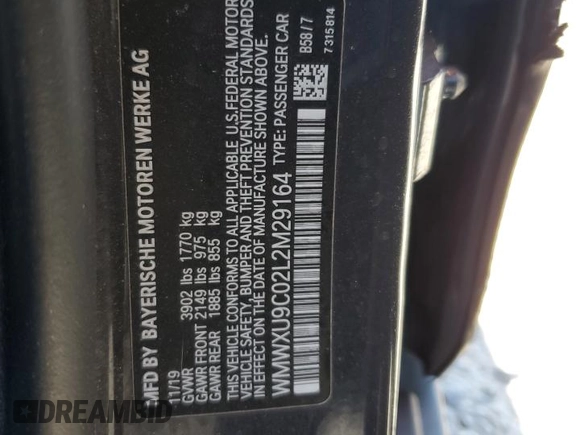 MFD BY BAYERISCHE MOTOREN WERKE AG
11/19
GVWR 3902 lbs 1770 kg
GAWR FRONT 2149 lbs 975 kg
GAWR REAR 1885 lbs 855 kg
THIS VEHICLE CONFORMS TO ALL APPLICABLE U.S. FEDERAL MOTOR
VEHICLE SAFETY, BUMPER AND THEFT PREVENTION STANDARDS
IN EFFECT ON THE DATE OF MANUFACTURE SHOWN ABOVE.
WMWXU9C02L2M29164 TYPE: PASSENGER CAR
B58/7
7315814
DREAMBID